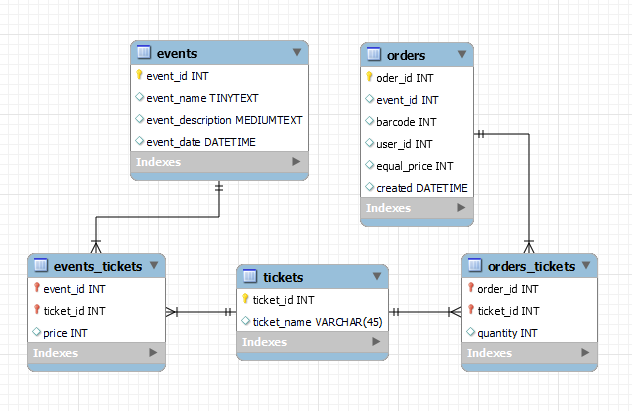 events
event_id INT
event_name TINYTEXT
event_description MEDIUMTEXT
event_date DATETIME
Indexes
orders
oder_id INT
event_id INT
barcode INT
user_id INT
equal_price INT
created DATETIME
Indexes
events_tickets
event_id INT
ticket_id INT
price INT
Indexes
tickets
ticket_id INT
ticket_name VARCHAR(45)
Indexes
orders_tickets
order_id INT
ticket_id INT
quantity INT
Indexes